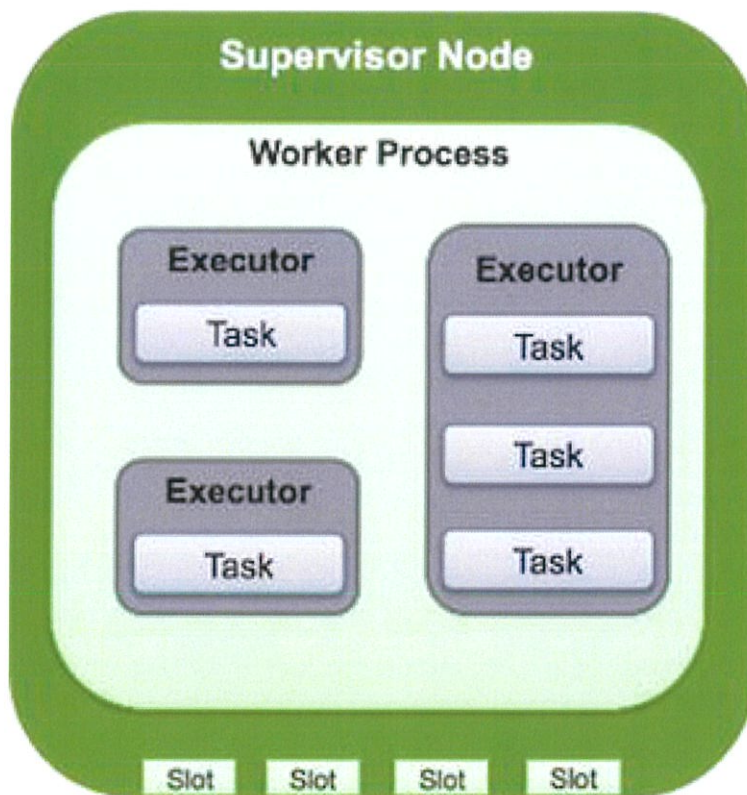 Supervisor Node
Worker Process
Executor
Task
Executor
Task
Executor
Task
Task
Task
Slot
Slot
Slot
Slot